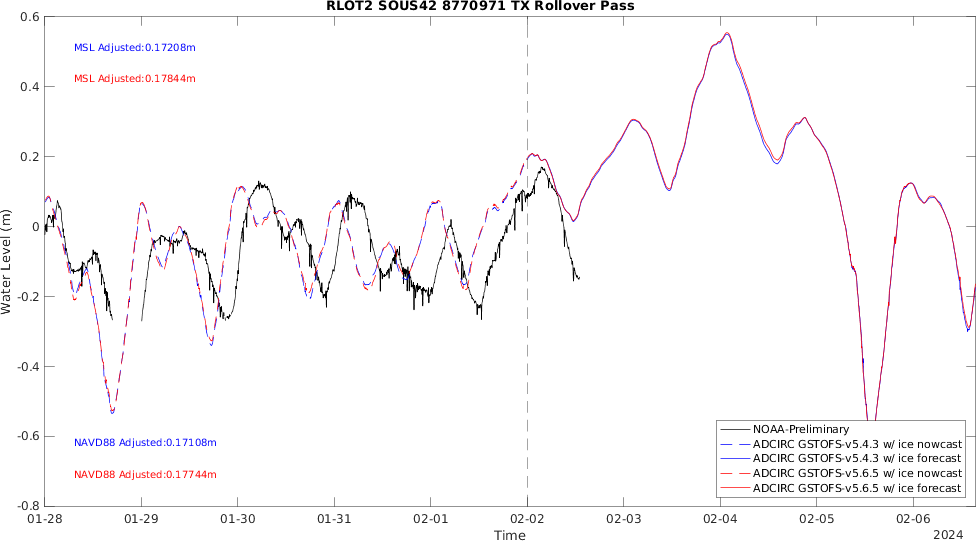 RLOT2 SOUS42 8770971 TX Rollover Pass
0.6
MSL Adjusted:0.17208m
MSL Adjusted:0.17844m
0.4
0.2
0
-0.2
-0.4
-0.6
-0.8
Water Level (m)
NAVD88 Adjusted:0.17108m
NAVD88 Adjusted:0.17744m
NOAA-Preliminary
ADCIRC GSTOFS-v5.4.3 w/ ice nowcast
ADCIRC GSTOFS-v5.4.3 w/ ice forecast
ADCIRC GSTOFS-v5.6.5 w/ ice nowcast
ADCIRC GSTOFS-v5.6.5 w/ ice forecast
01-28 01-29 01-30 01-31 02-01 02-02 02-03 02-04 02-05 02-06
Time
2024